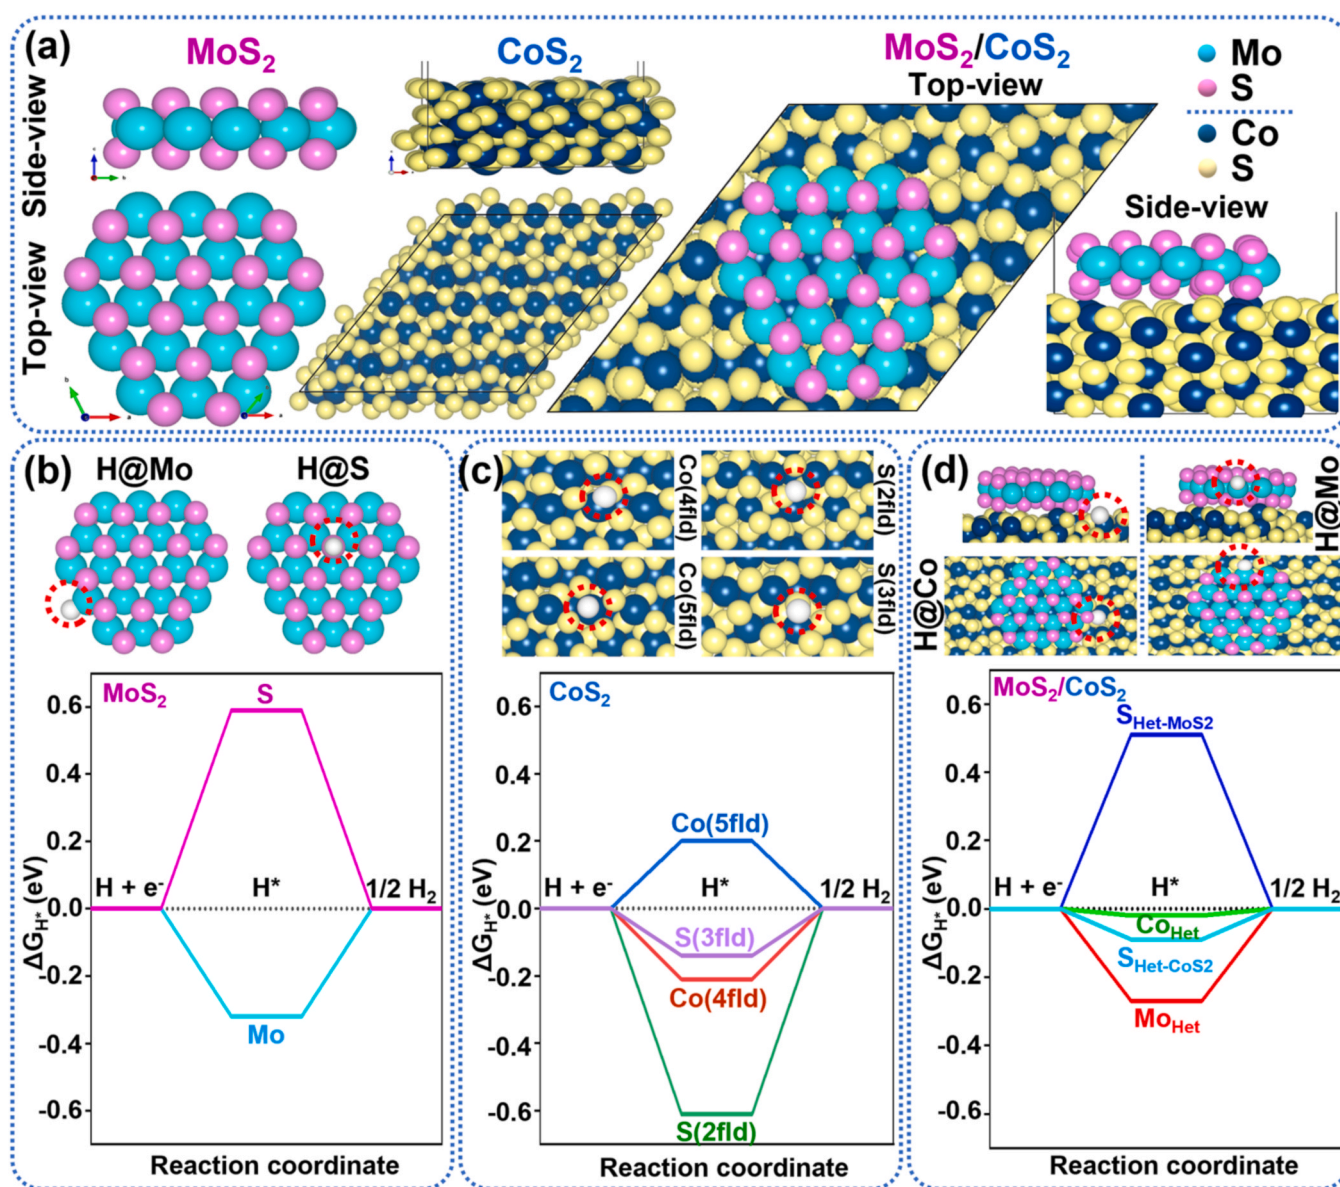 (a)
MoS2
CoS2
MoS2/CoS2
Top-view
Mo
S
Co
S
Side-view
Side-view
Top-view
(b)
H@Mo
H@S
MoS2
S
0.6
0.4
0.2
0.0
-0.2
-0.4
-0.6
ΔGH* (eV)
H + e-
H*
1/2 H2
Mo
Reaction coordinate
(c)
Co(4fld)
S(2fld)
Co(5fld)
S(3fld)
CoS2
0.6
0.4
0.2
0.0
-0.2
-0.4
-0.6
ΔGH* (eV)
Co(5fld)
H + e-
H*
1/2 H2
S(3fld)
Co(4fld)
S(2fld)
Reaction coordinate
(d)
H@Mo
H@Co
MoS2/CoS2
SHet-MoS2
0.6
0.4
0.2
0.0
-0.2
-0.4
-0.6
ΔGH* (eV)
H + e-
H*
1/2 H2
CoHet
SHet-CoS2
MoHet
Reaction coordinate